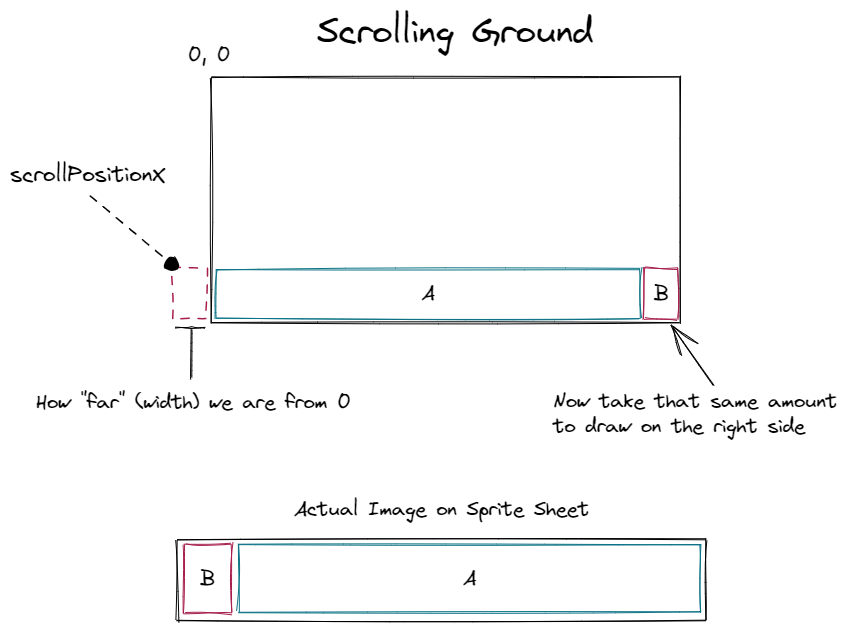 Scrolling Ground
0, 0
scrollPositionX
A
B
How "far" (width) we are from 0
Now take that same amount
to draw on the right side
Actual Image on Sprite Sheet
B
A